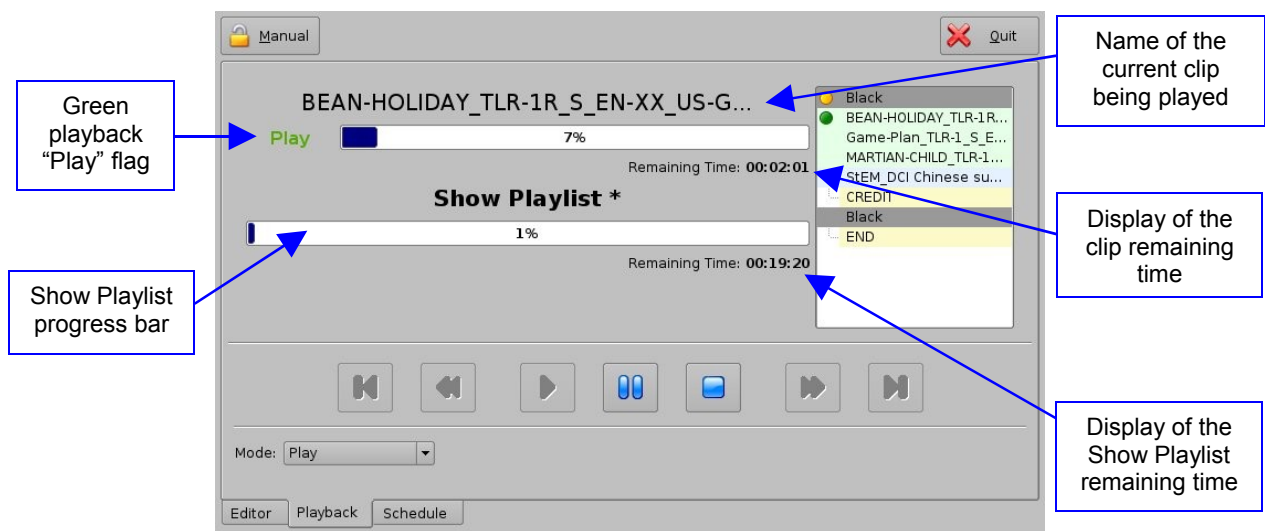 Manual
Quit
Name of the
current clip
being played
Green
playback
“Play” flag
BEAN-HOLIDAY_TLR-1R_S_EN-XX_US-G...
Play
7%
Remaining Time: 00:02:01
Show Playlist *
1%
Remaining Time: 00:19:20
Black
BEAN-HOLIDAY_TLR-1R...
Game-Plan_TLR-1_S_E...
MARTIAN-CHILD_TLR-1...
StEM_DCI Chinese su...
CREDIT
Black
END
Display of the
clip remaining
time
Show Playlist
progress bar
Display of the
Show Playlist
remaining time
Mode: Play
Editor
Playback
Schedule